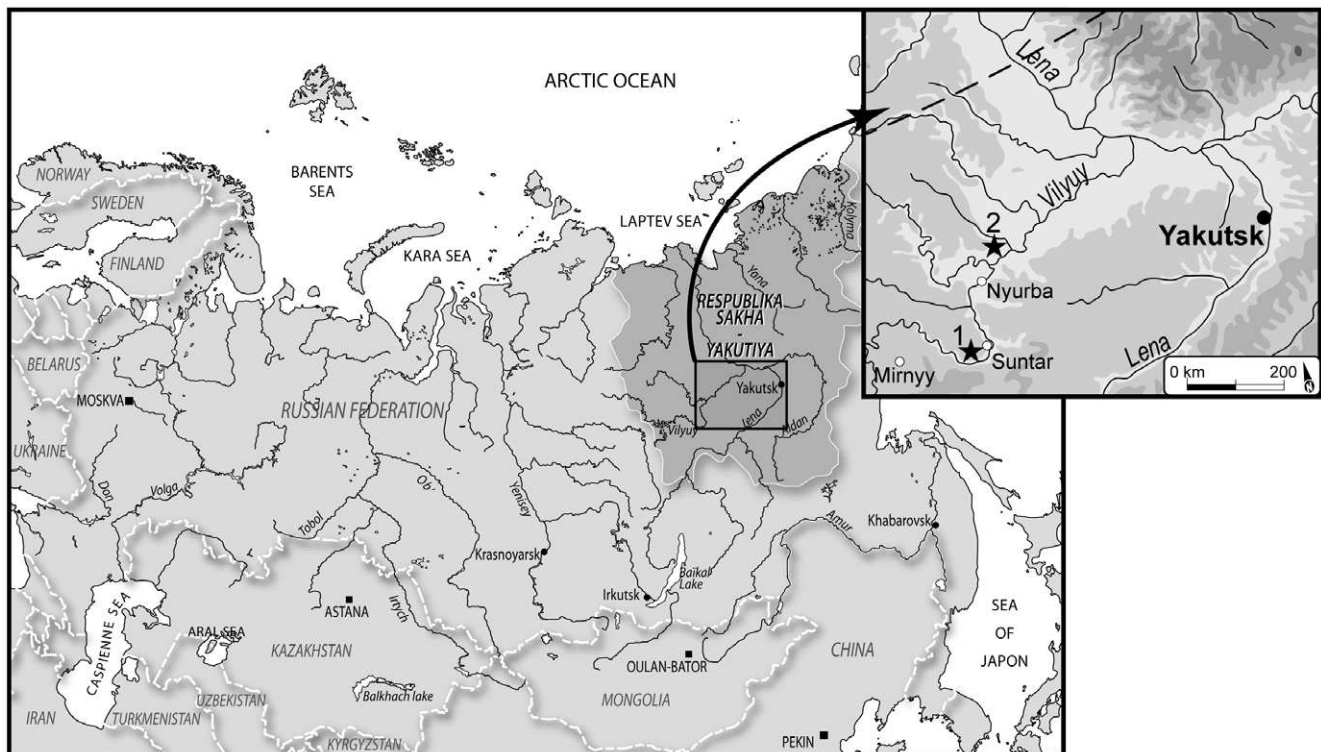 ARCTIC OCEAN
BARENTS
SEA
KARA SEA
LAPTEV SEA
NORWAY
SWEDEN
FINLAND
BELARUS
UKRAINE
MOSKVA
RUSSIAN FEDERATION
RESPUBLIKA
SAKHA
-
YAKUTIYA
Yakutsk
Vilyuy
Lena
Aldan
Yana
Kolyma
Don
Volga
Tobol
Ob'
Yenisey
Irtych
Amur
Krasnoyarsk
Irkutsk
Baïkal
Lake
Khabarovsk
ASTANA
KAZAKHSTAN
Balkhach lake
ARAL SEA
CASPIENNE SEA
UZBEKISTAN
TURKMENISTAN
KYRGYZSTAN
IRAN
OULAN-BATOR
MONGOLIA
CHINA
PEKIN
SEA
OF
JAPON
Lena
Vilyuy
2
Yakutsk
Nyurba
1
Suntar
Mirnyy
Lena
0 km 200
N